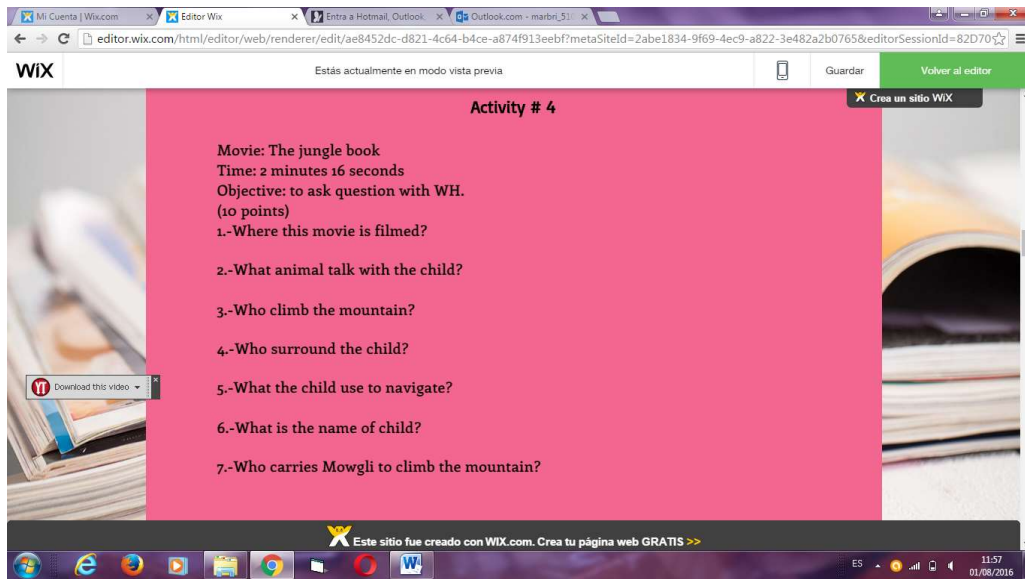 Mi Cuenta | Wix.com
Editor Wix
Entra a Hotmail, Outlook,
Outlook.com - marbri_51
editor.wix.com/html/editor/web/renderer/edit/ae8452dc-d821-4c64-b4ce-a874f913eebf?metaSiteId=2abe1834-9f69-4ec9-a822-3e482a2b0765&editorSessionId=82D70
WiX
Estás actualmente en modo vista previa
Guardar
Volver al editor
Crea un sitio WiX
Activity # 4
Movie: The jungle book
Time: 2 minutes 16 seconds
Objective: to ask question with WH.
(10 points)
1.-Where this movie is filmed?
2.-What animal talk with the child?
3.-Who climb the mountain?
4.-Who surround the child?
Download this video
5.-What the child use to navigate?
6.-What is the name of child?
7.-Who carries Mowgli to climb the mountain?
Este sitio fue creado con WIX.com. Crea tu página web GRATIS >>
ES
11:57
01/08/2016